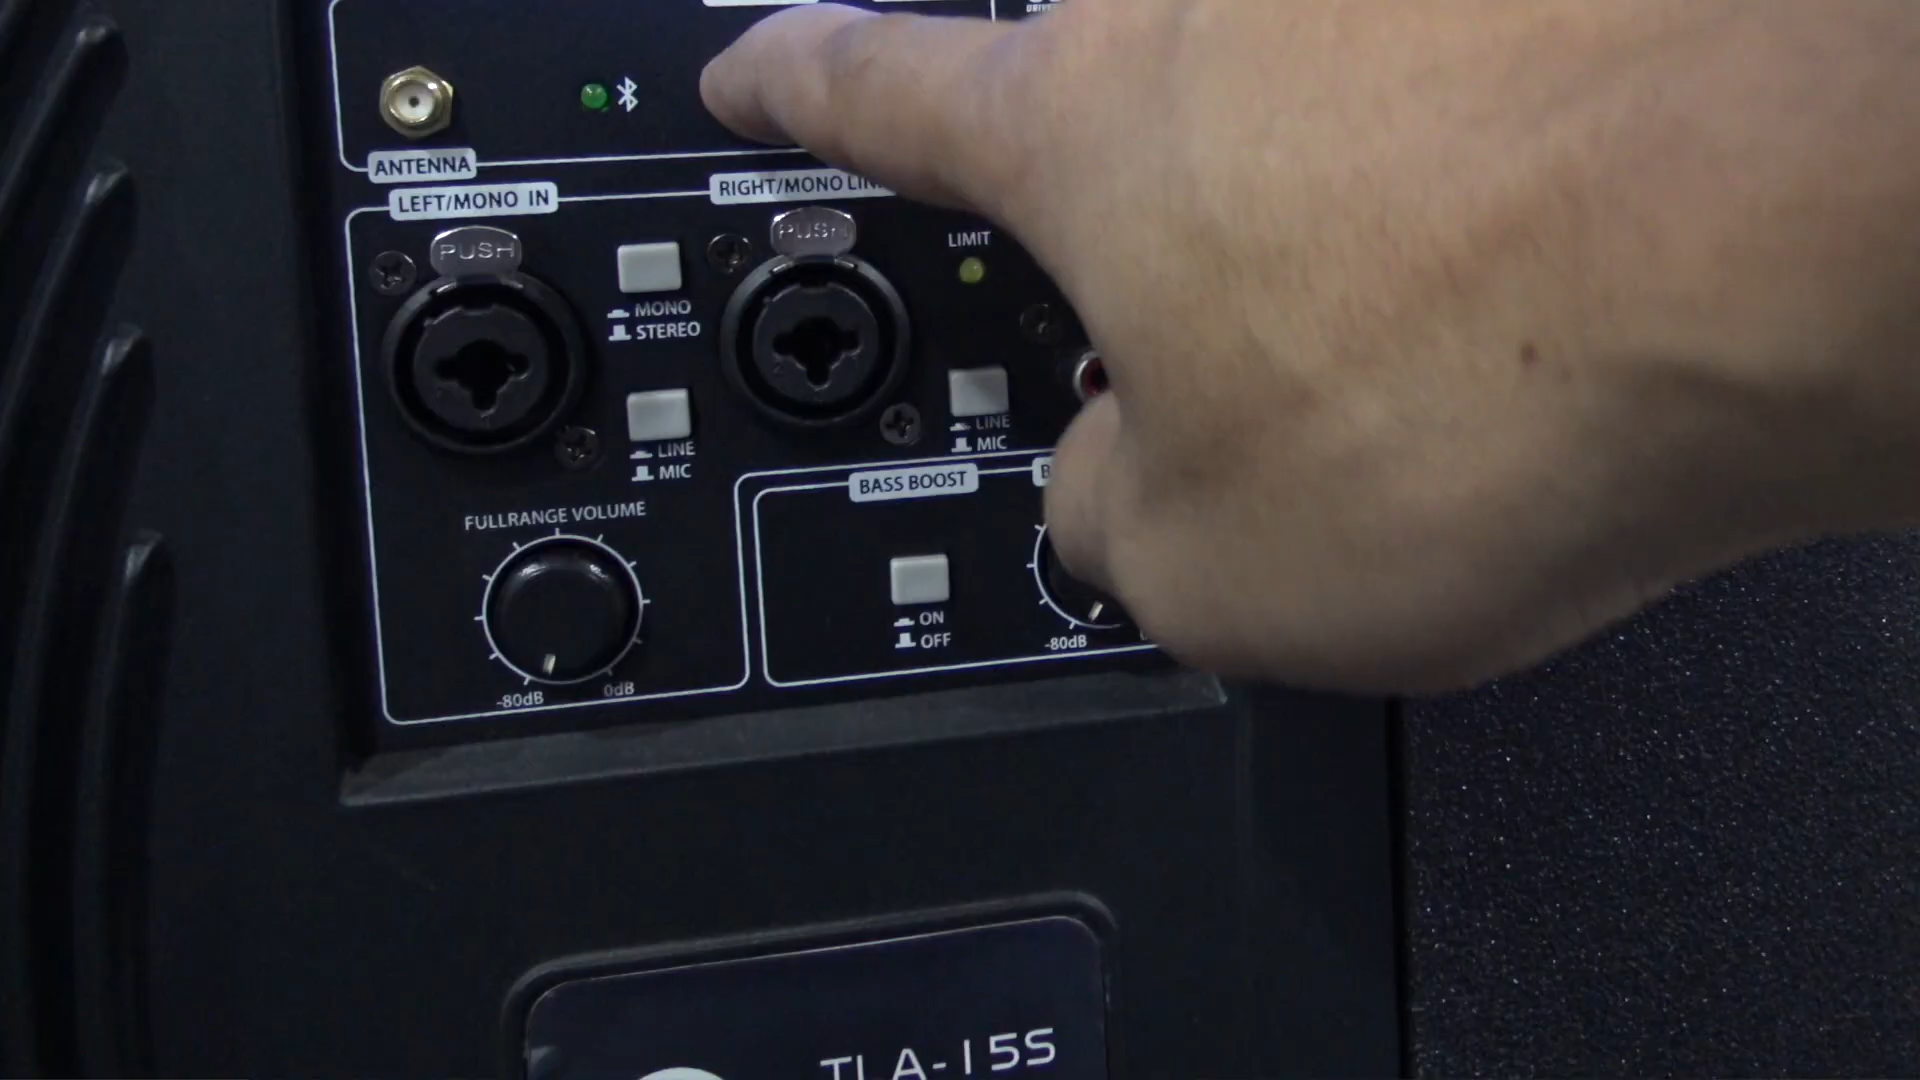 ANTENNA
LEFT/MONO IN
RIGHT/MONO
PUSH
PUSH
LIMIT
MONO
STEREO
LINE
MIC
LINE
MIC
FULLRANGE VOLUME
-80dB
0dB
BASS BOOST
ON
OFF
-80dB
TLA-15S